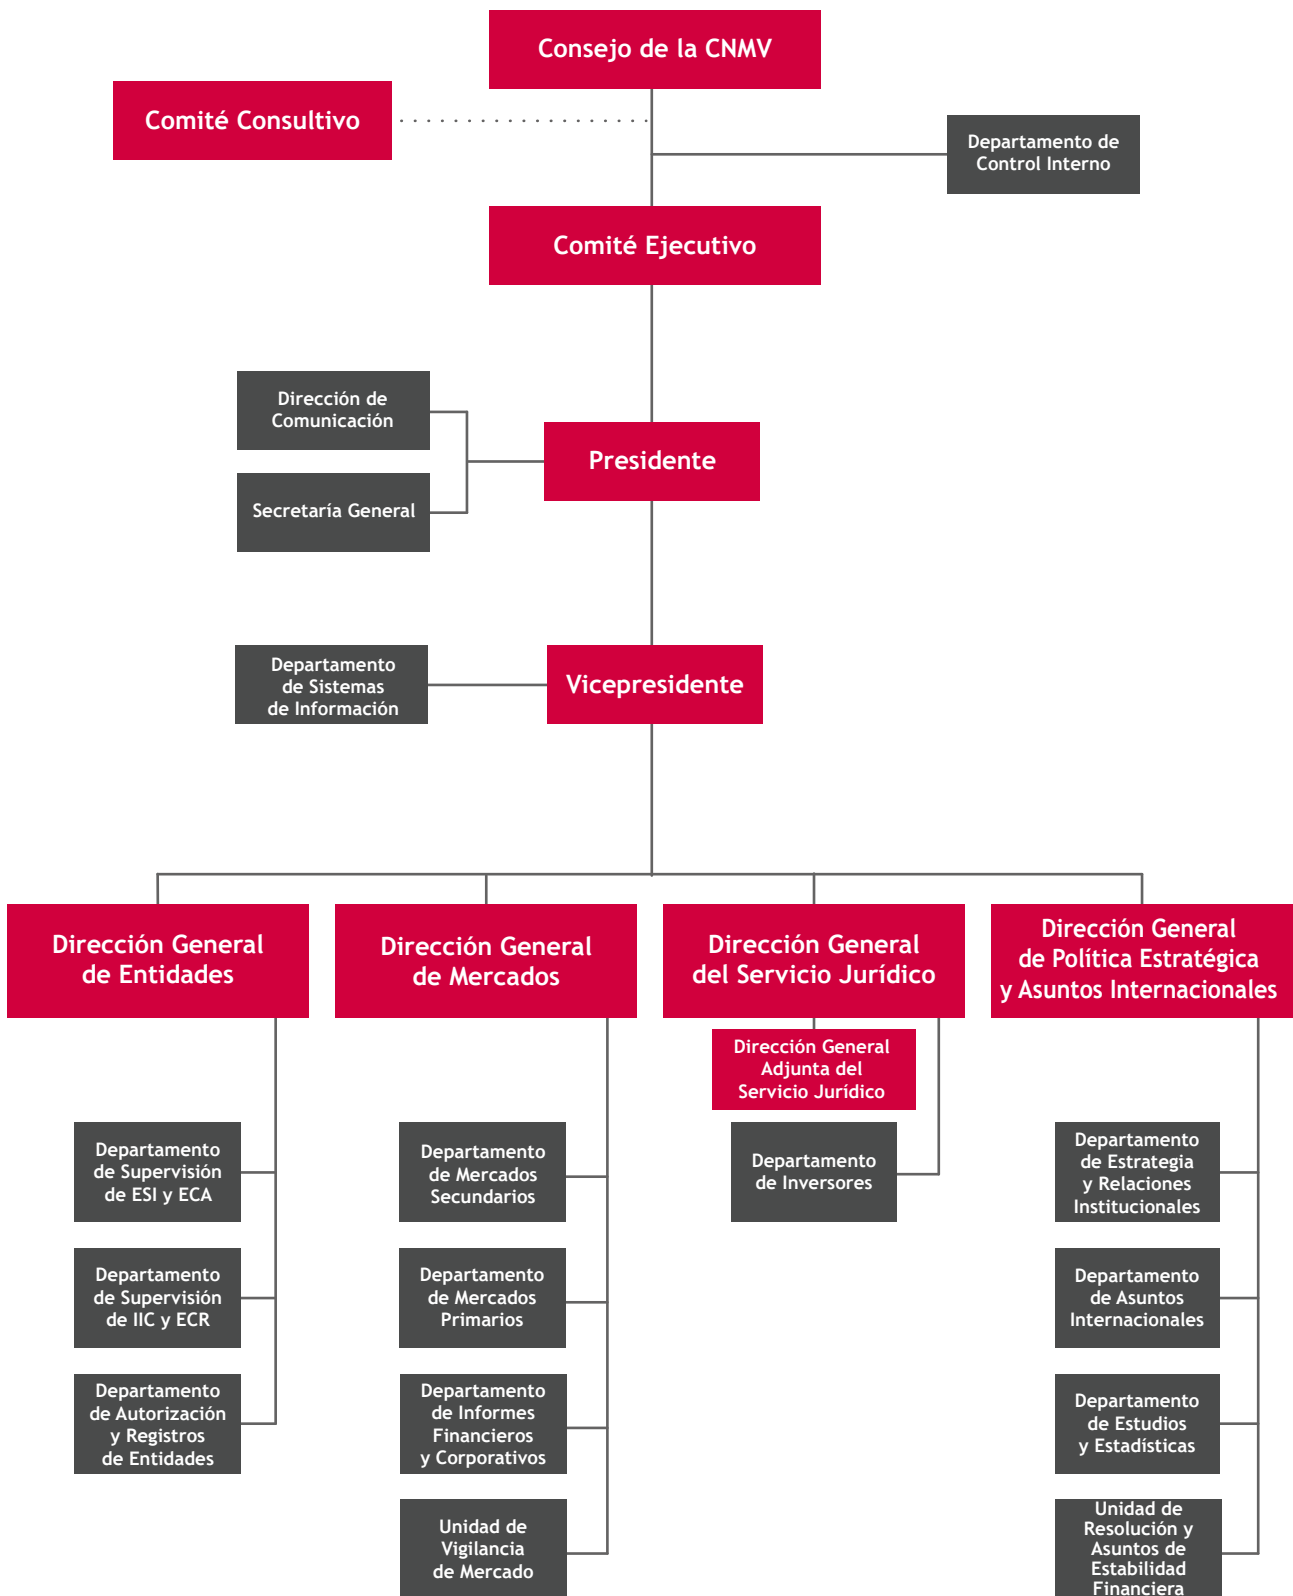 Consejo de la CNMV
Comité Consultivo
Departamento de
Control Interno
Comité Ejecutivo
Dirección de
Comunicación
Presidente
Secretaría General
Departamento
de Sistemas
de Información
Vicepresidente
Dirección General
de Entidades
Dirección General
de Mercados
Dirección General
del Servicio Jurídico
Dirección General
de Política Estratégica
y Asuntos Internacionales
Dirección General
Adjunta del
Servicio Jurídico
Departamento
de Supervisión
de ESI y ECA
Departamento
de Mercados
Secundarios
Departamento
de Inversores
Departamento
de Estrategia
y Relaciones
Institucionales
Departamento
de Supervisión
de IIC y ECR
Departamento
de Mercados
Primarios
Departamento
de Asuntos
Internacionales
Departamento
de Autorización
y Registros
de Entidades
Departamento
de Informes
Financieros
y Corporativos
Departamento
de Estudios
y Estadísticas
Unidad de
Vigilancia
de Mercado
Unidad de
Resolución y
Asuntos de
Estabilidad
Financiera